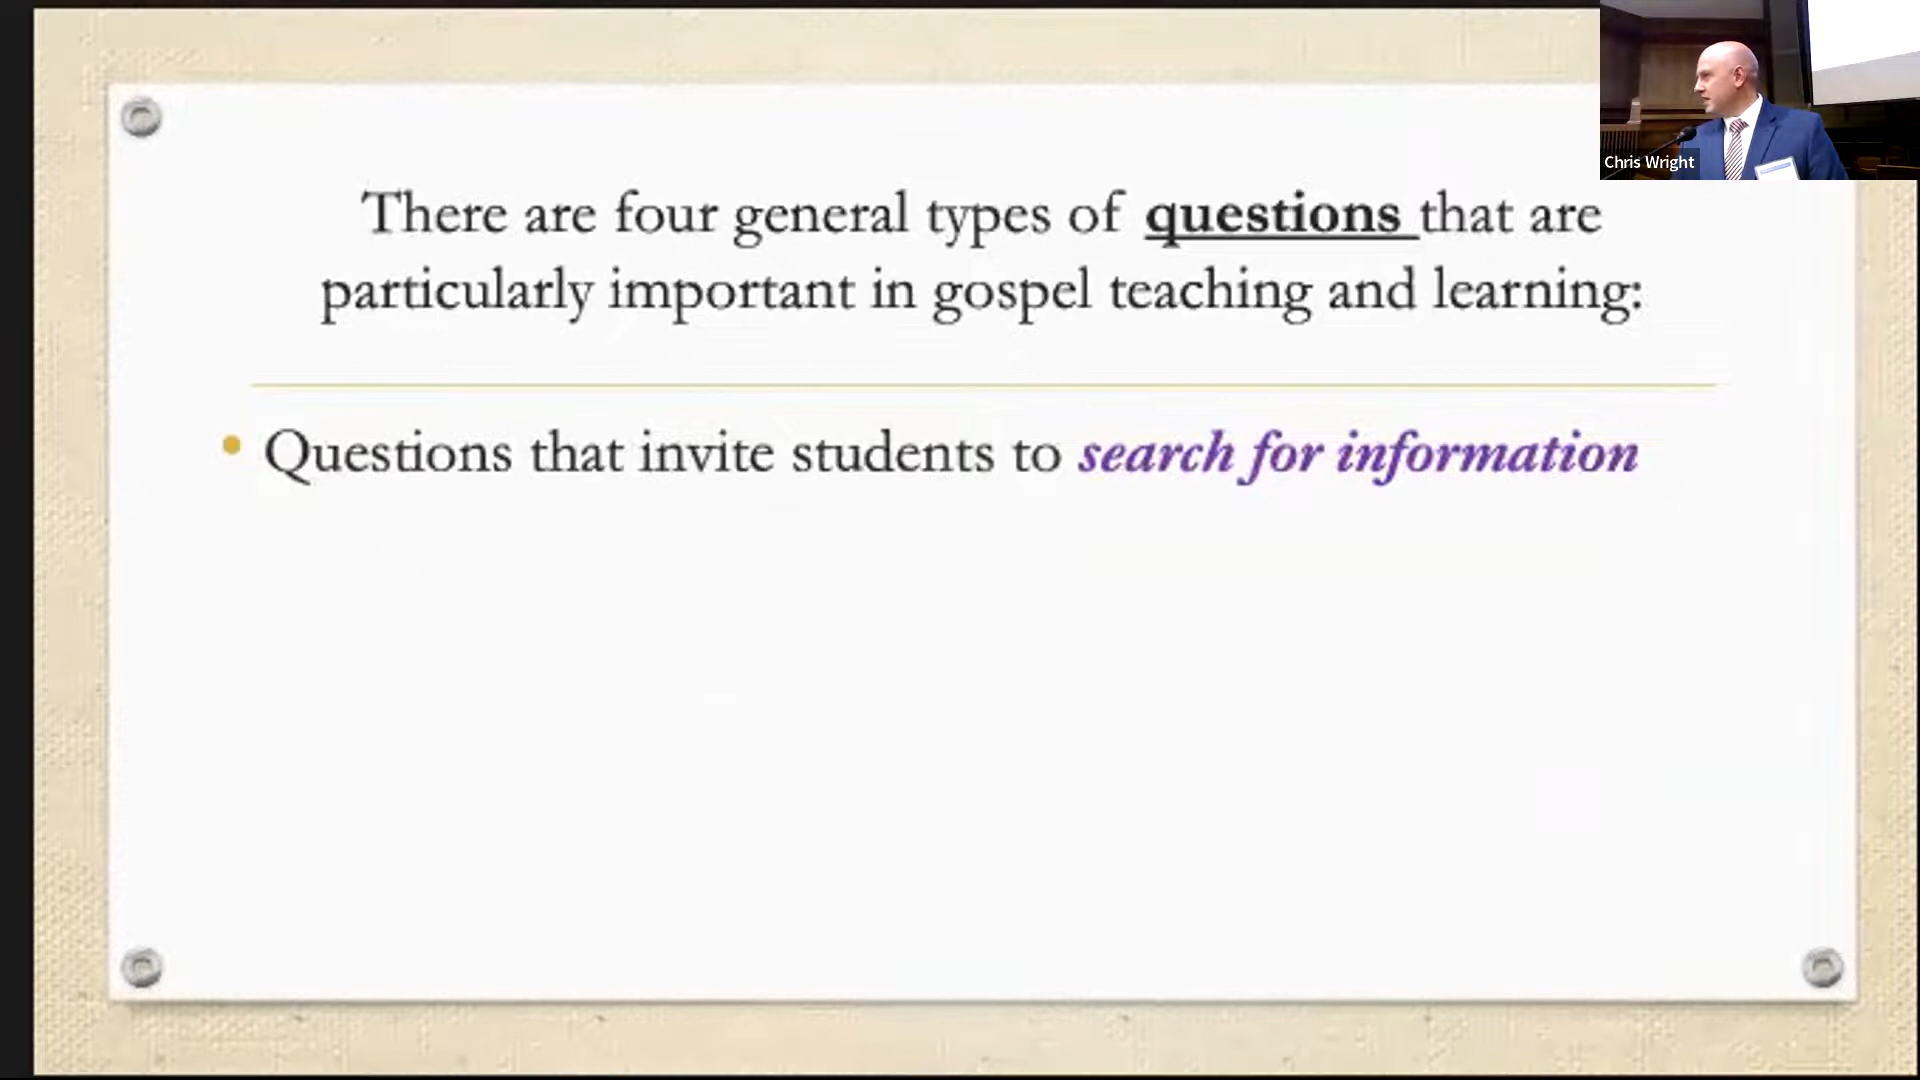 There are four general types of questions that are
particularly important in gospel teaching and learning:
• Questions that invite students to search for information
Chris Wright